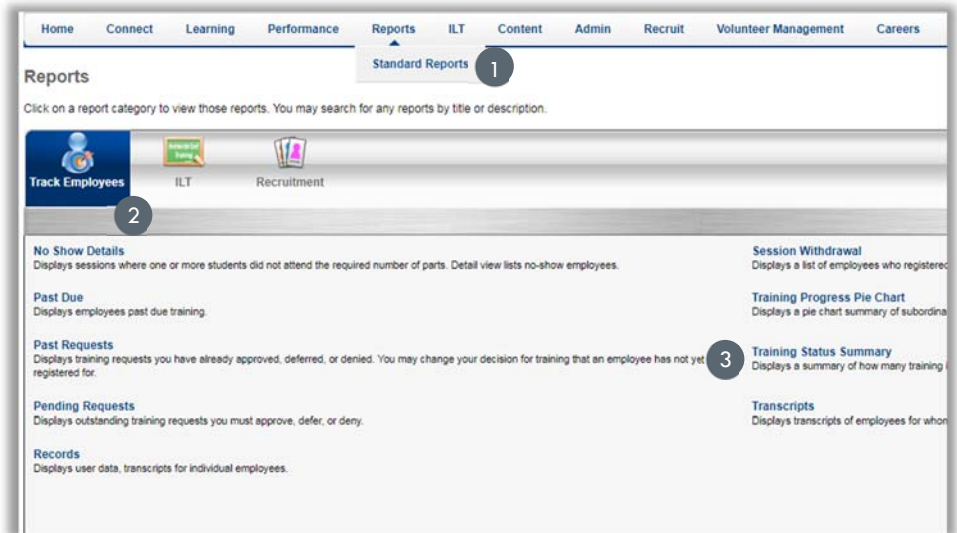 Home Connect Learning Performance Reports ILT Content Admin Recruit Volunteer Management Careers
Standard Reports 1
Reports
Click on a report category to view those reports. You may search for any reports by title or description.
Track Employees ILT Recruitment
2
No Show Details
Displays sessions where one or more students did not attend the required number of parts. Detail view lists no-show employees.
Past Due
Displays employees past due training.
Past Requests
Displays training requests you have already approved, deferred, or denied. You may change your decision for training that an employee has not yet
registered for.
Pending Requests
Displays outstanding training requests you must approve, defer, or deny.
Records
Displays user data, transcripts for individual employees.
Session Withdrawal
Displays a list of employees who registered
Training Progress Pie Chart
Displays a pie chart summary of subordina
3
Training Status Summary
Displays a summary of how many training
Transcripts
Displays transcripts of employees for whom